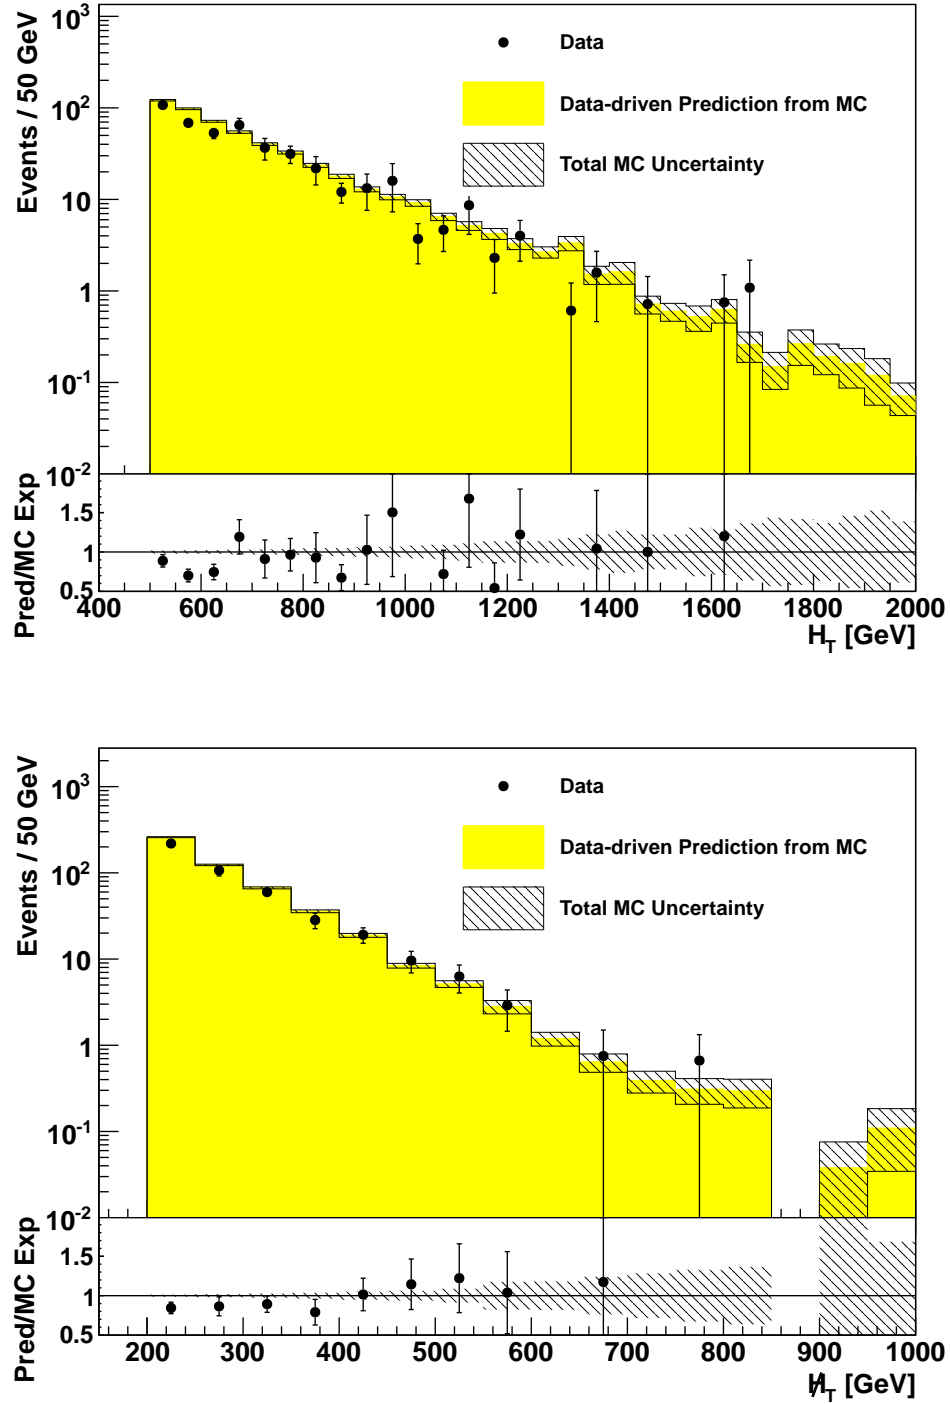 Events / 50 GeV
10³
10²
10
1
10⁻¹
10⁻²
Data
Data-driven Prediction from MC
Total MC Uncertainty
Pred/MC Exp
1.5
1
0.5
400 600 800 1000 1200 1400 1600 1800 2000
H_T [GeV]
Events / 50 GeV
10³
10²
10
1
10⁻¹
10⁻²
Data
Data-driven Prediction from MC
Total MC Uncertainty
Pred/MC Exp
1.5
1
0.5
200 300 400 500 600 700 800 900 1000
H̸_T [GeV]